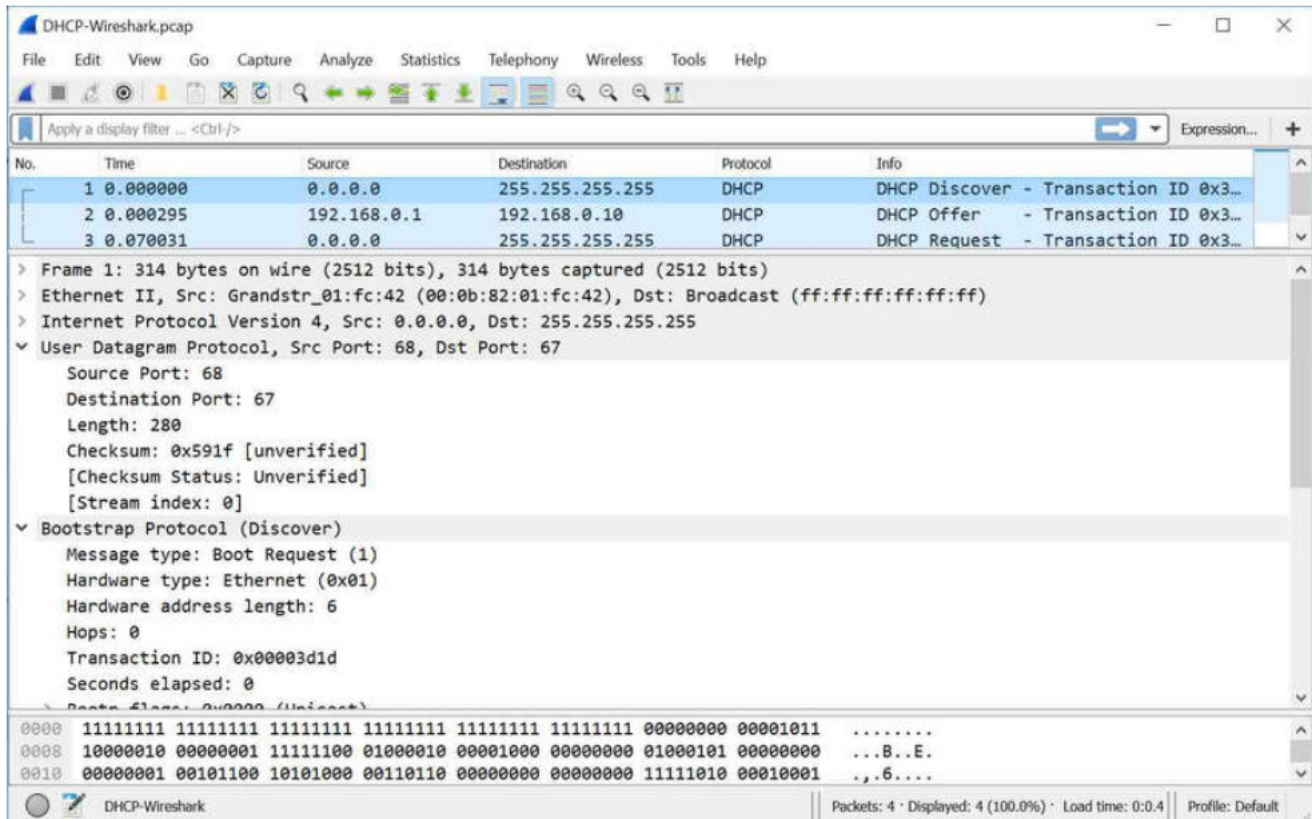 DHCP-Wireshark.pcap
File Edit View Go Capture Analyze Statistics Telephony Wireless Tools Help
Apply a display filter ... <Ctrl-/> Expression... +
No. Time Source Destination Protocol Info
1 0.000000 0.0.0.0 255.255.255.255 DHCP DHCP Discover - Transaction ID 0x3…
2 0.000295 192.168.0.1 192.168.0.10 DHCP DHCP Offer - Transaction ID 0x3…
3 0.070031 0.0.0.0 255.255.255.255 DHCP DHCP Request - Transaction ID 0x3…
Frame 1: 314 bytes on wire (2512 bits), 314 bytes captured (2512 bits)
Ethernet II, Src: Grandstr_01:fc:42 (00:0b:82:01:fc:42), Dst: Broadcast (ff:ff:ff:ff:ff:ff)
Internet Protocol Version 4, Src: 0.0.0.0, Dst: 255.255.255.255
User Datagram Protocol, Src Port: 68, Dst Port: 67
Source Port: 68
Destination Port: 67
Length: 280
Checksum: 0x591f [unverified]
[Checksum Status: Unverified]
[Stream index: 0]
Bootstrap Protocol (Discover)
Message type: Boot Request (1)
Hardware type: Ethernet (0x01)
Hardware address length: 6
Hops: 0
Transaction ID: 0x00003d1d
Seconds elapsed: 0
Bootp flags: 0x0000 (Unicast)
0000 11111111 11111111 11111111 11111111 11111111 11111111 00000000 00001011 ........
0008 10000010 00000001 11111100 01000010 00001000 00000000 01000101 00000000 ...B..E.
0010 00000001 00101100 10101000 00110110 00000000 00000000 11111010 00010001 .,.6....
DHCP-Wireshark Packets: 4 · Displayed: 4 (100.0%) · Load time: 0:0.4 Profile: Default